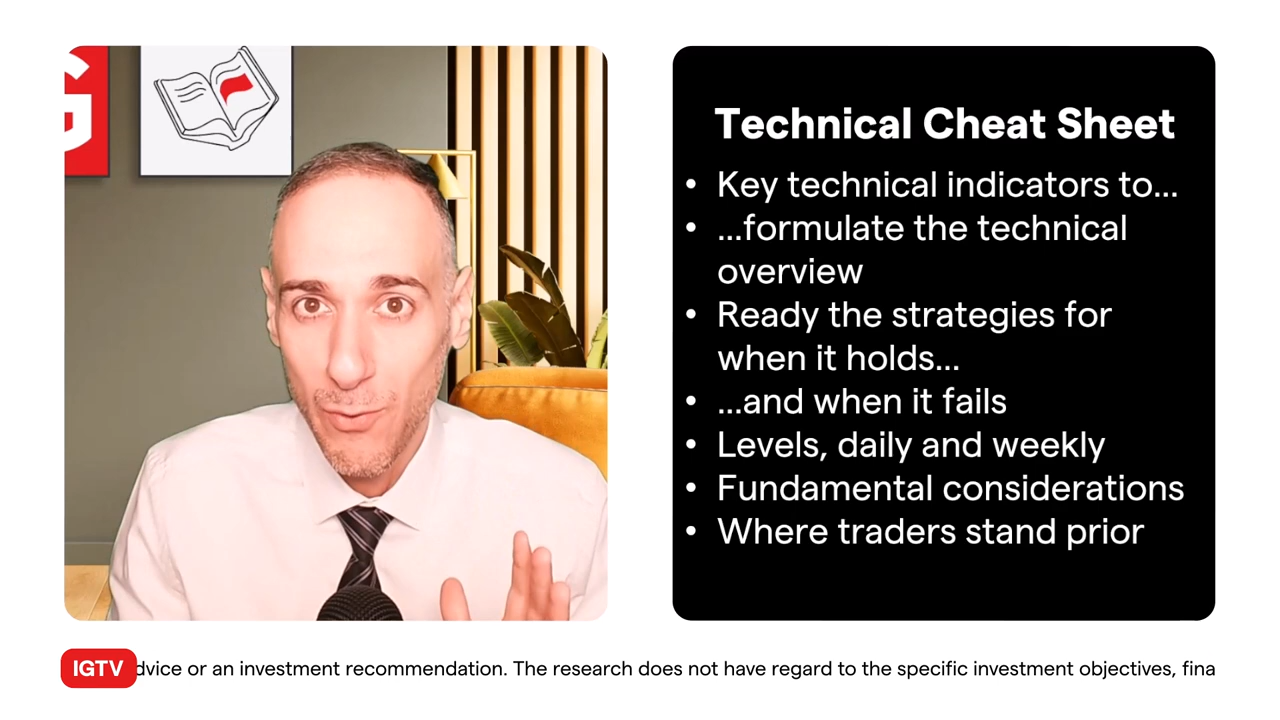 G
Technical Cheat Sheet
• Key technical indicators to...
• ...formulate the technical
overview
• Ready the strategies for
when it holds...
• ...and when it fails
• Levels, daily and weekly
• Fundamental considerations
• Where traders stand prior
IGTV dvice or an investment recommendation. The research does not have regard to the specific investment objectives, fina